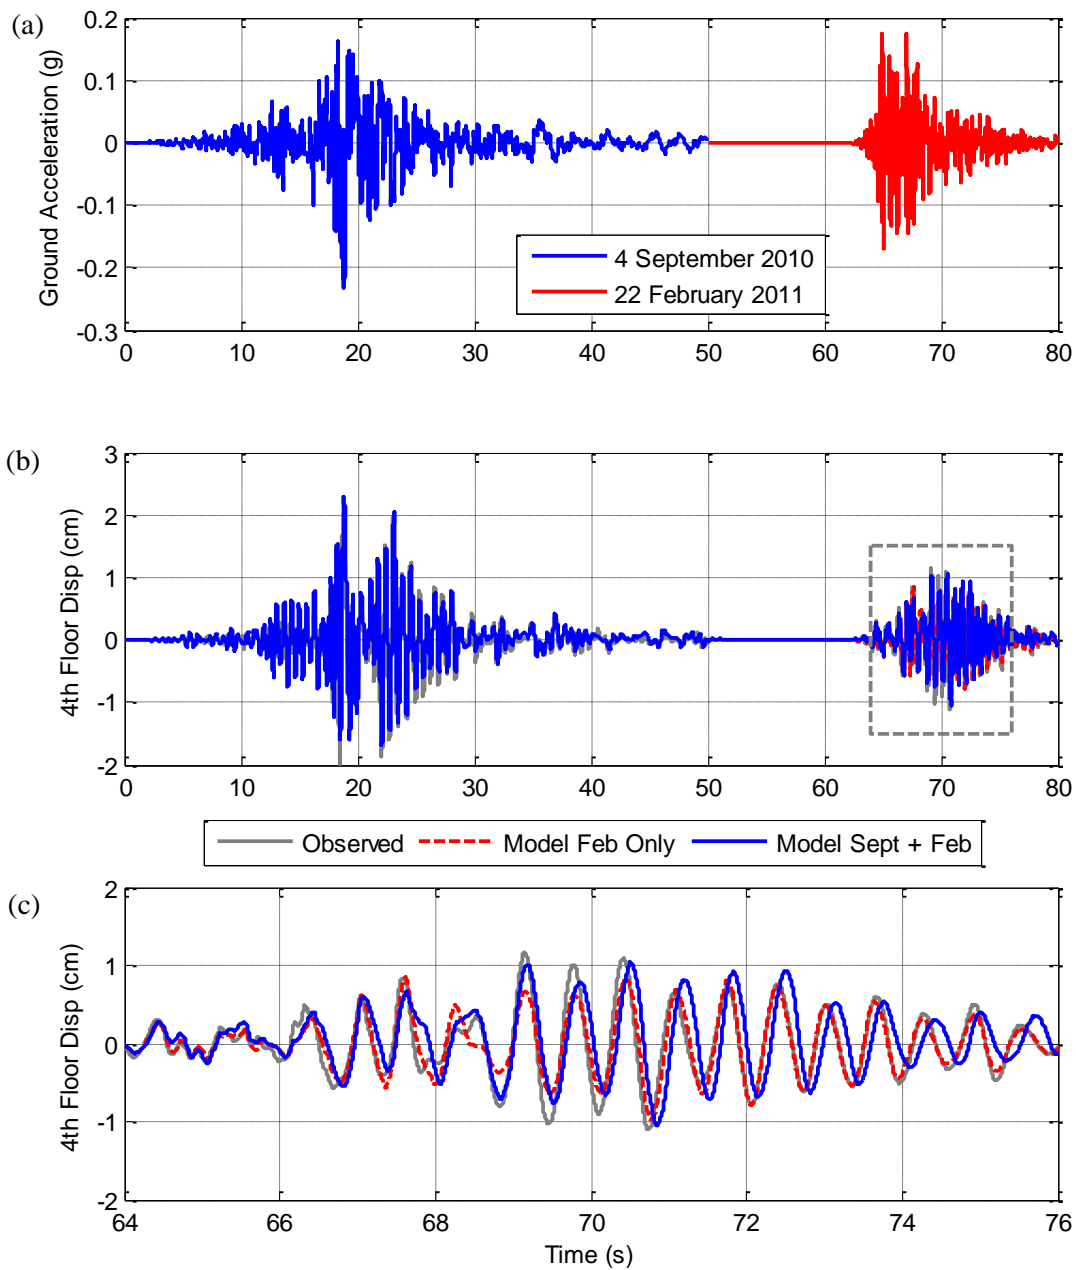 (a)
Ground Acceleration (g)
0.2
0.1
0
-0.1
-0.2
-0.3
4 September 2010
22 February 2011
0 10 20 30 40 50 60 70 80
(b)
4th Floor Disp (cm)
3
2
1
0
-1
-2
0 10 20 30 40 50 60 70 80
Observed Model Feb Only Model Sept + Feb
(c)
4th Floor Disp (cm)
2
1
0
-1
-2
64 66 68 70 72 74 76
Time (s)